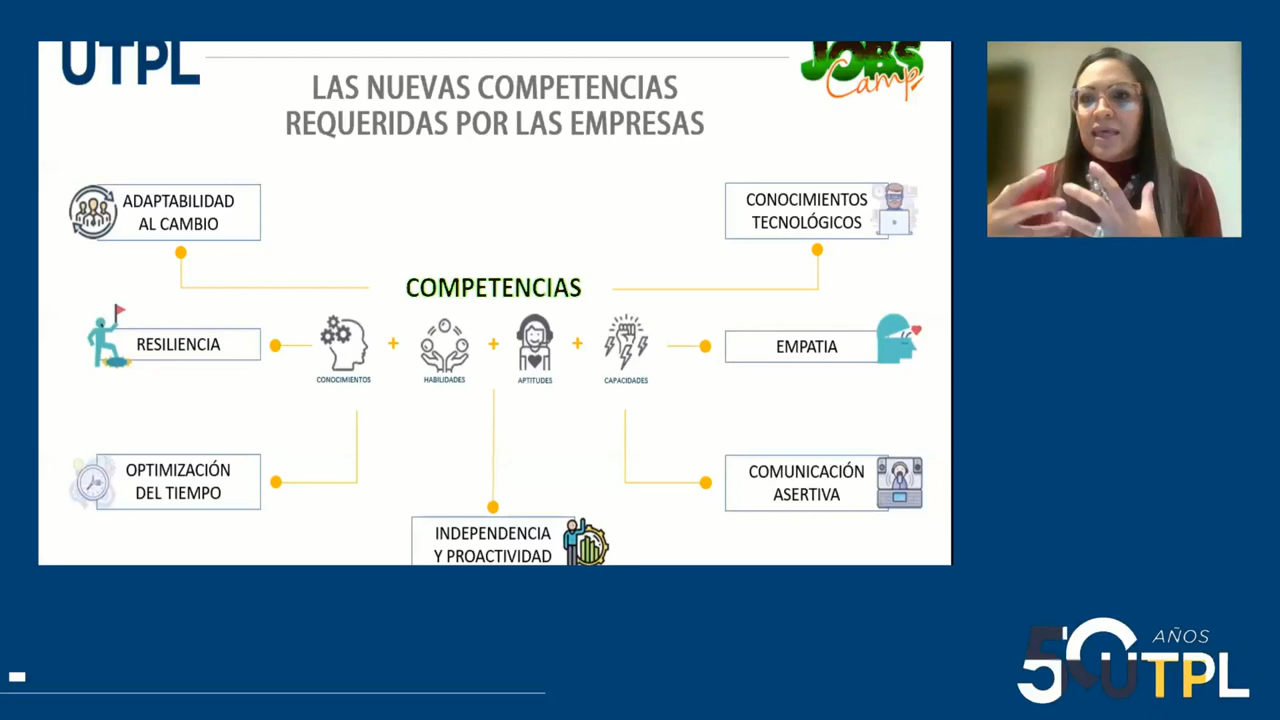 UTPL
JOBS
Camp
LAS NUEVAS COMPETENCIAS
REQUERIDAS POR LAS EMPRESAS
ADAPTABILIDAD
AL CAMBIO
CONOCIMIENTOS
TECNOLÓGICOS
COMPETENCIAS
RESILIENCIA
+
+
+
EMPATIA
CONOCIMIENTOS
HABILIDADES
APTITUDES
CAPACIDADES
OPTIMIZACIÓN
DEL TIEMPO
COMUNICACIÓN
ASERTIVA
INDEPENDENCIA
Y PROACTIVIDAD
50 AÑOS
UTPL